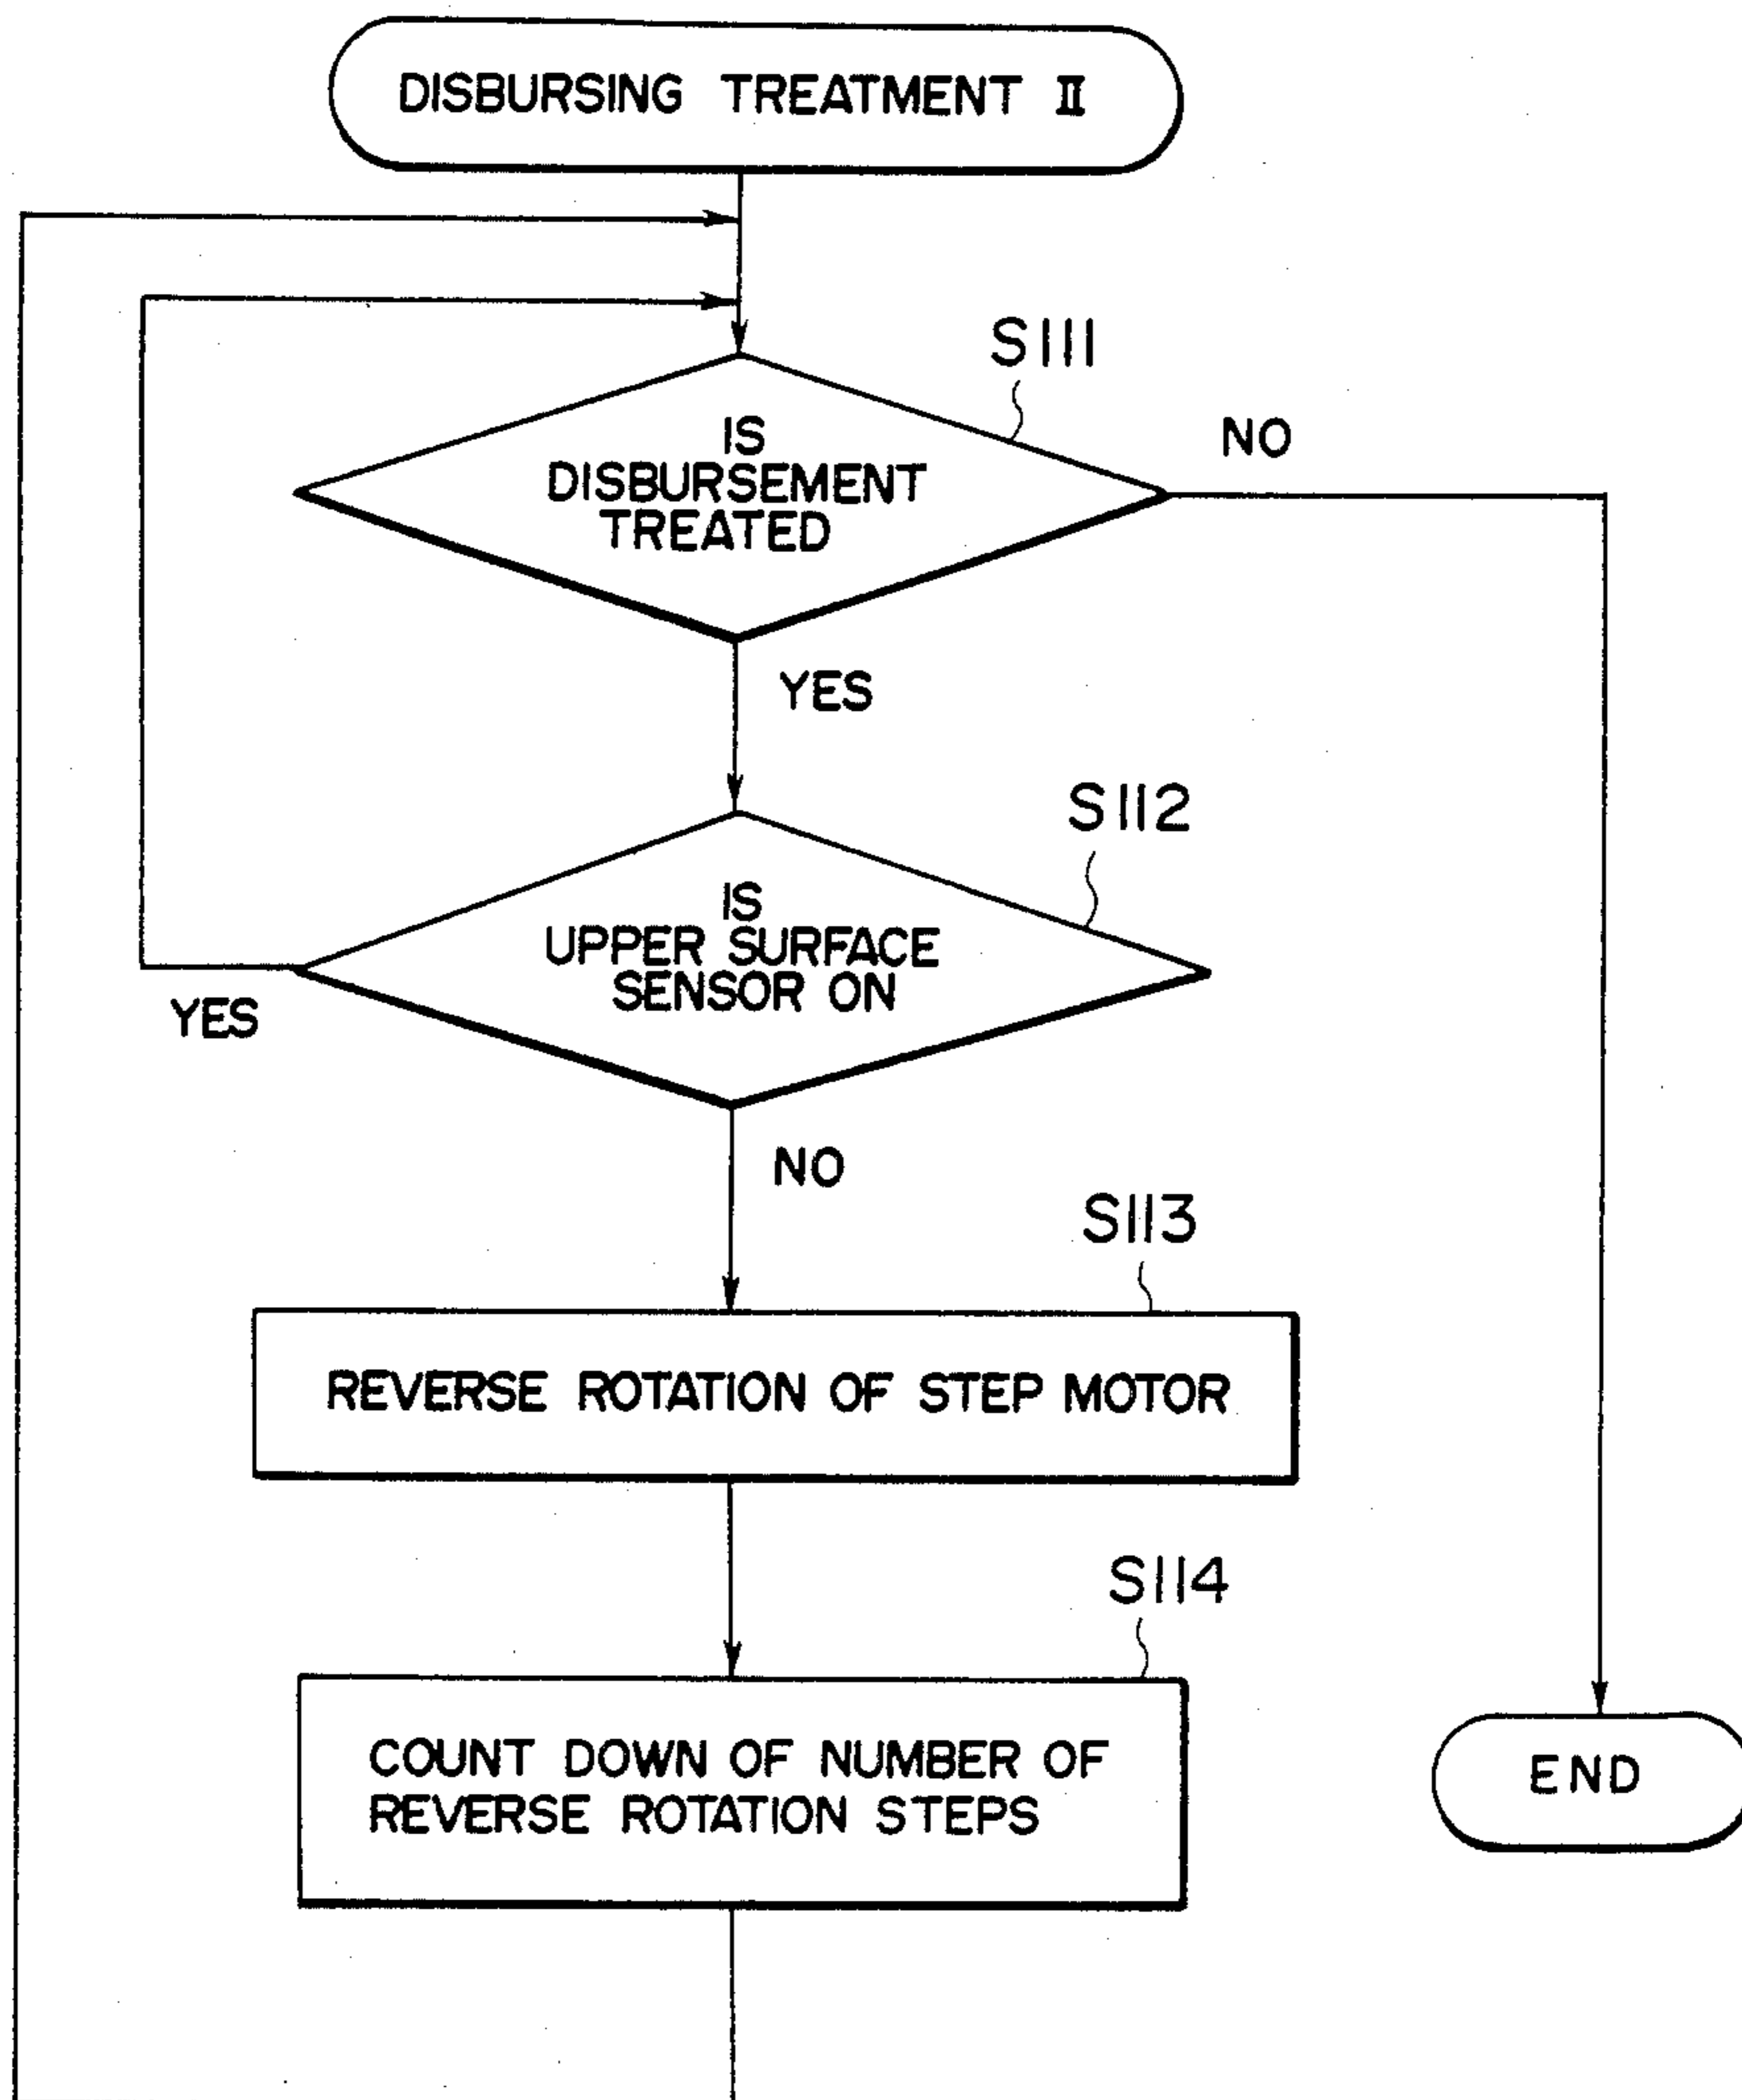 DISBURSING TREATMENT II
S111
IS
DISBURSEMENT
TREATED
NO
YES
S112
IS
UPPER SURFACE
SENSOR ON
YES
NO
S113
REVERSE ROTATION OF STEP MOTOR
S114
COUNT DOWN OF NUMBER OF
REVERSE ROTATION STEPS
END